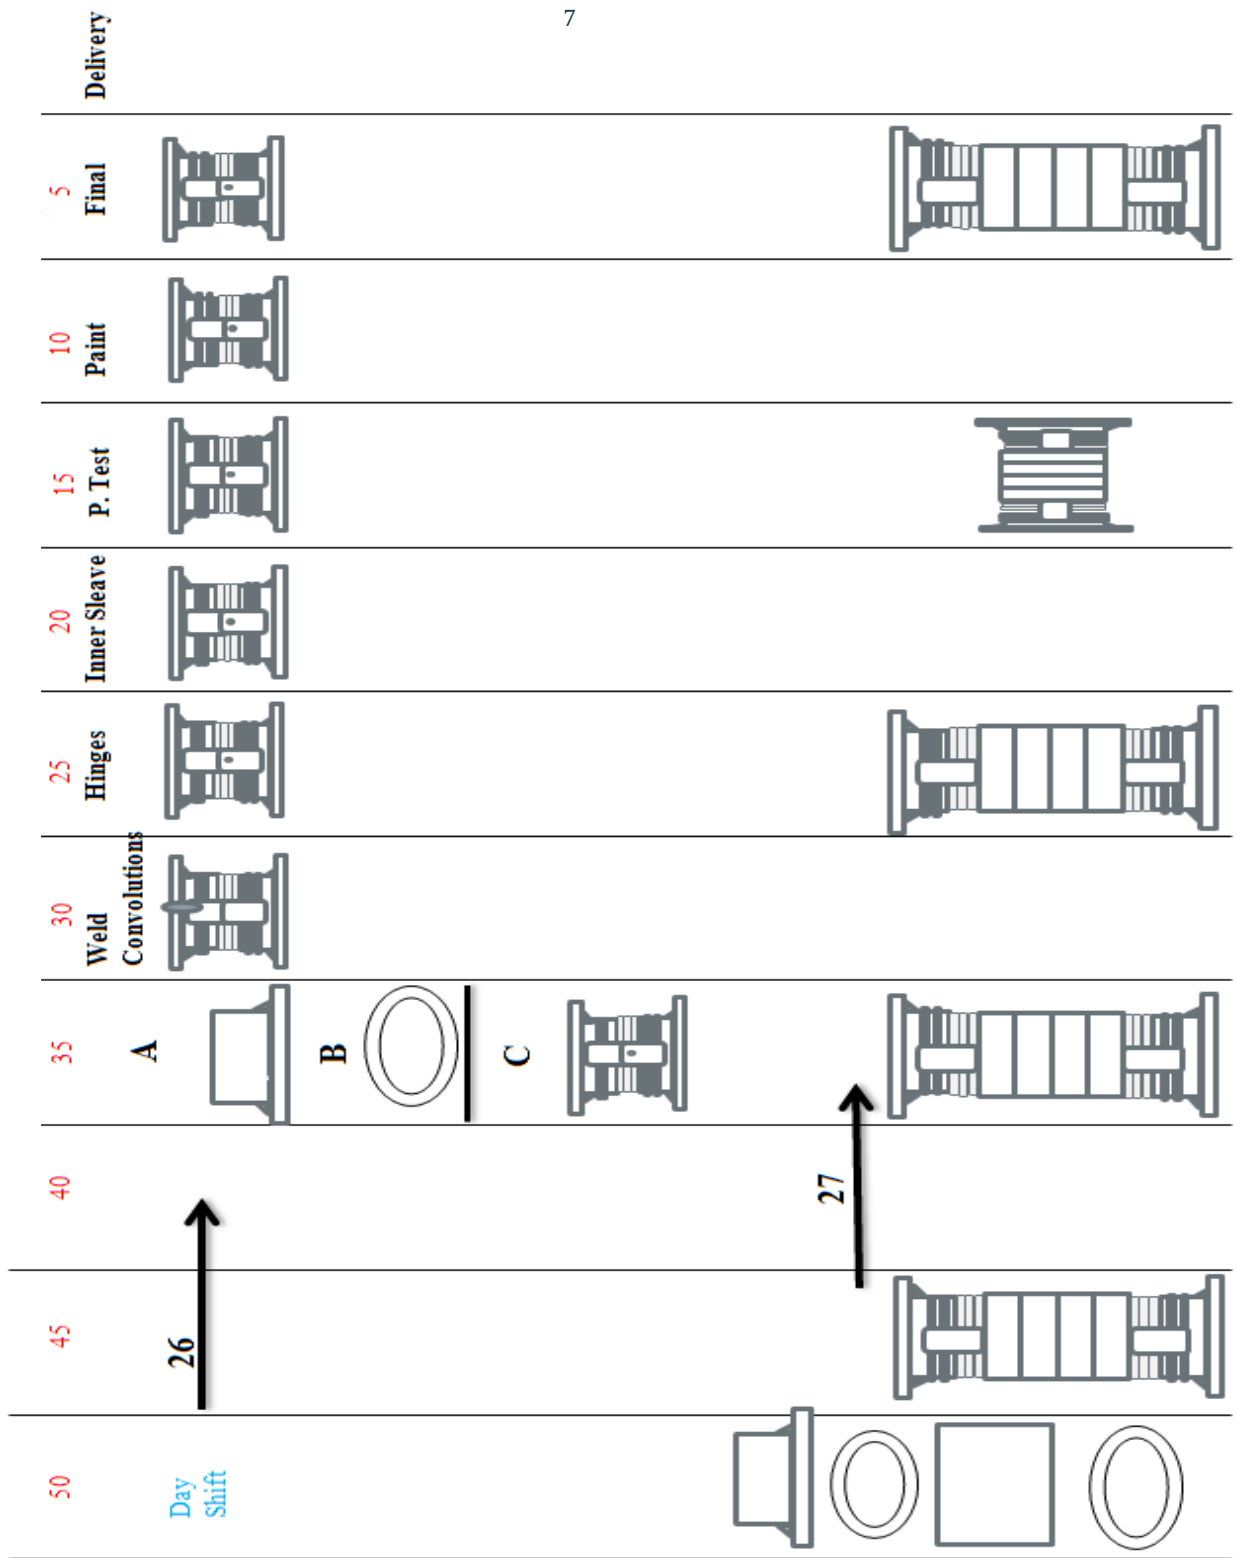 7
Delivery
5
Final
10
Paint
15
P. Test
20
Inner Sleave
25
Hinges
30
Weld
Convolutions
35
A
B
C
40
27
45
26
50
Day
Shift